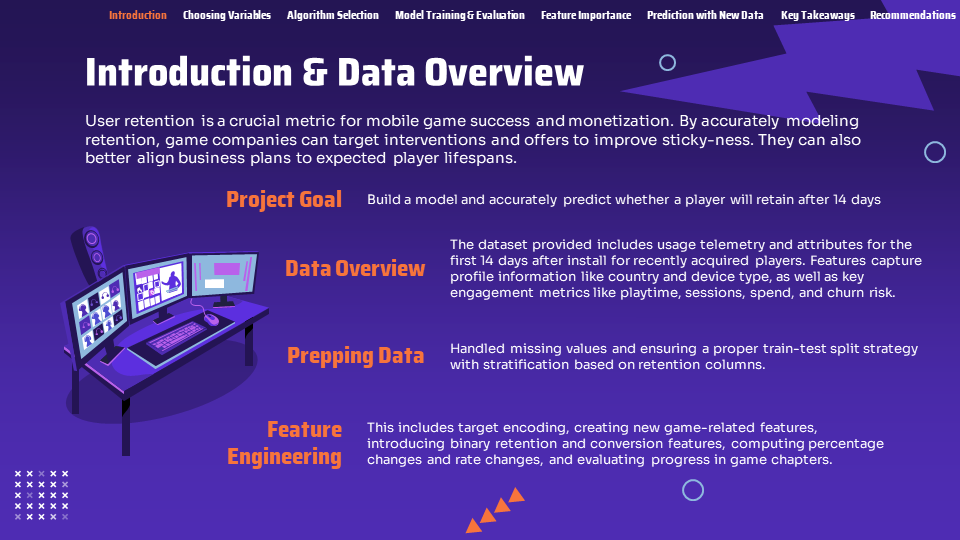 Introduction Choosing Variables Algorithm Selection Model Training & Evaluation Feature Importance Prediction with New Data Key Takeaways Recommendations
Introduction & Data Overview
User retention is a crucial metric for mobile game success and monetization. By accurately modeling
retention, game companies can target interventions and offers to improve sticky-ness. They can also
better align business plans to expected player lifespans.
Project Goal
Build a model and accurately predict whether a player will retain after 14 days
Data Overview
The dataset provided includes usage telemetry and attributes for the
first 14 days after install for recently acquired players. Features capture
profile information like country and device type, as well as key
engagement metrics like playtime, sessions, spend, and churn risk.
Prepping Data
Handled missing values and ensuring a proper train-test split strategy
with stratification based on retention columns.
Feature
Engineering
This includes target encoding, creating new game-related features,
introducing binary retention and conversion features, computing percentage
changes and rate changes, and evaluating progress in game chapters.